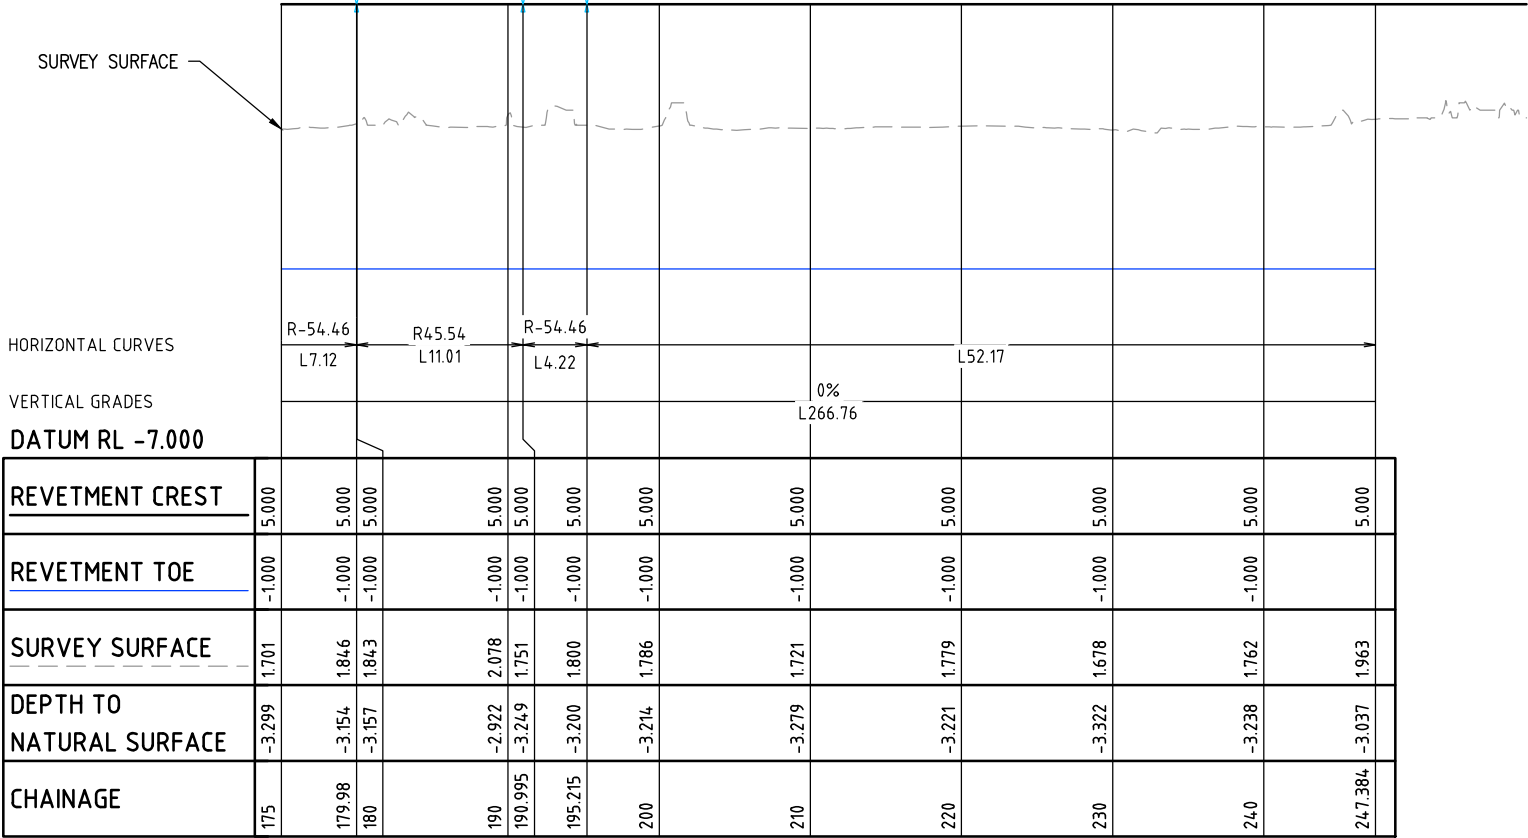 SURVEY SURFACE
HORIZONTAL CURVES
R-54.46
L7.12
R45.54
L11.01
R-54.46
L4.22
L52.17
VERTICAL GRADES
0%
L266.76
DATUM RL -7.000
REVETMENT CREST 5.000 5.000 5.000 5.000 5.000 5.000 5.000 5.000 5.000 5.000 5.000 5.000
REVETMENT TOE -1.000 -1.000 -1.000 -1.000 -1.000 -1.000 -1.000 -1.000 -1.000 -1.000 -1.000
SURVEY SURFACE 1.701 1.846 1.843 2.078 1.751 1.800 1.786 1.721 1.779 1.678 1.762 1.963
DEPTH TO
NATURAL SURFACE -3.299 -3.154 -3.157 -2.922 -3.249 -3.200 -3.214 -3.279 -3.221 -3.322 -3.238 -3.037
CHAINAGE 175 179.98 180 190 190.995 195.215 200 210 220 230 240 247.384